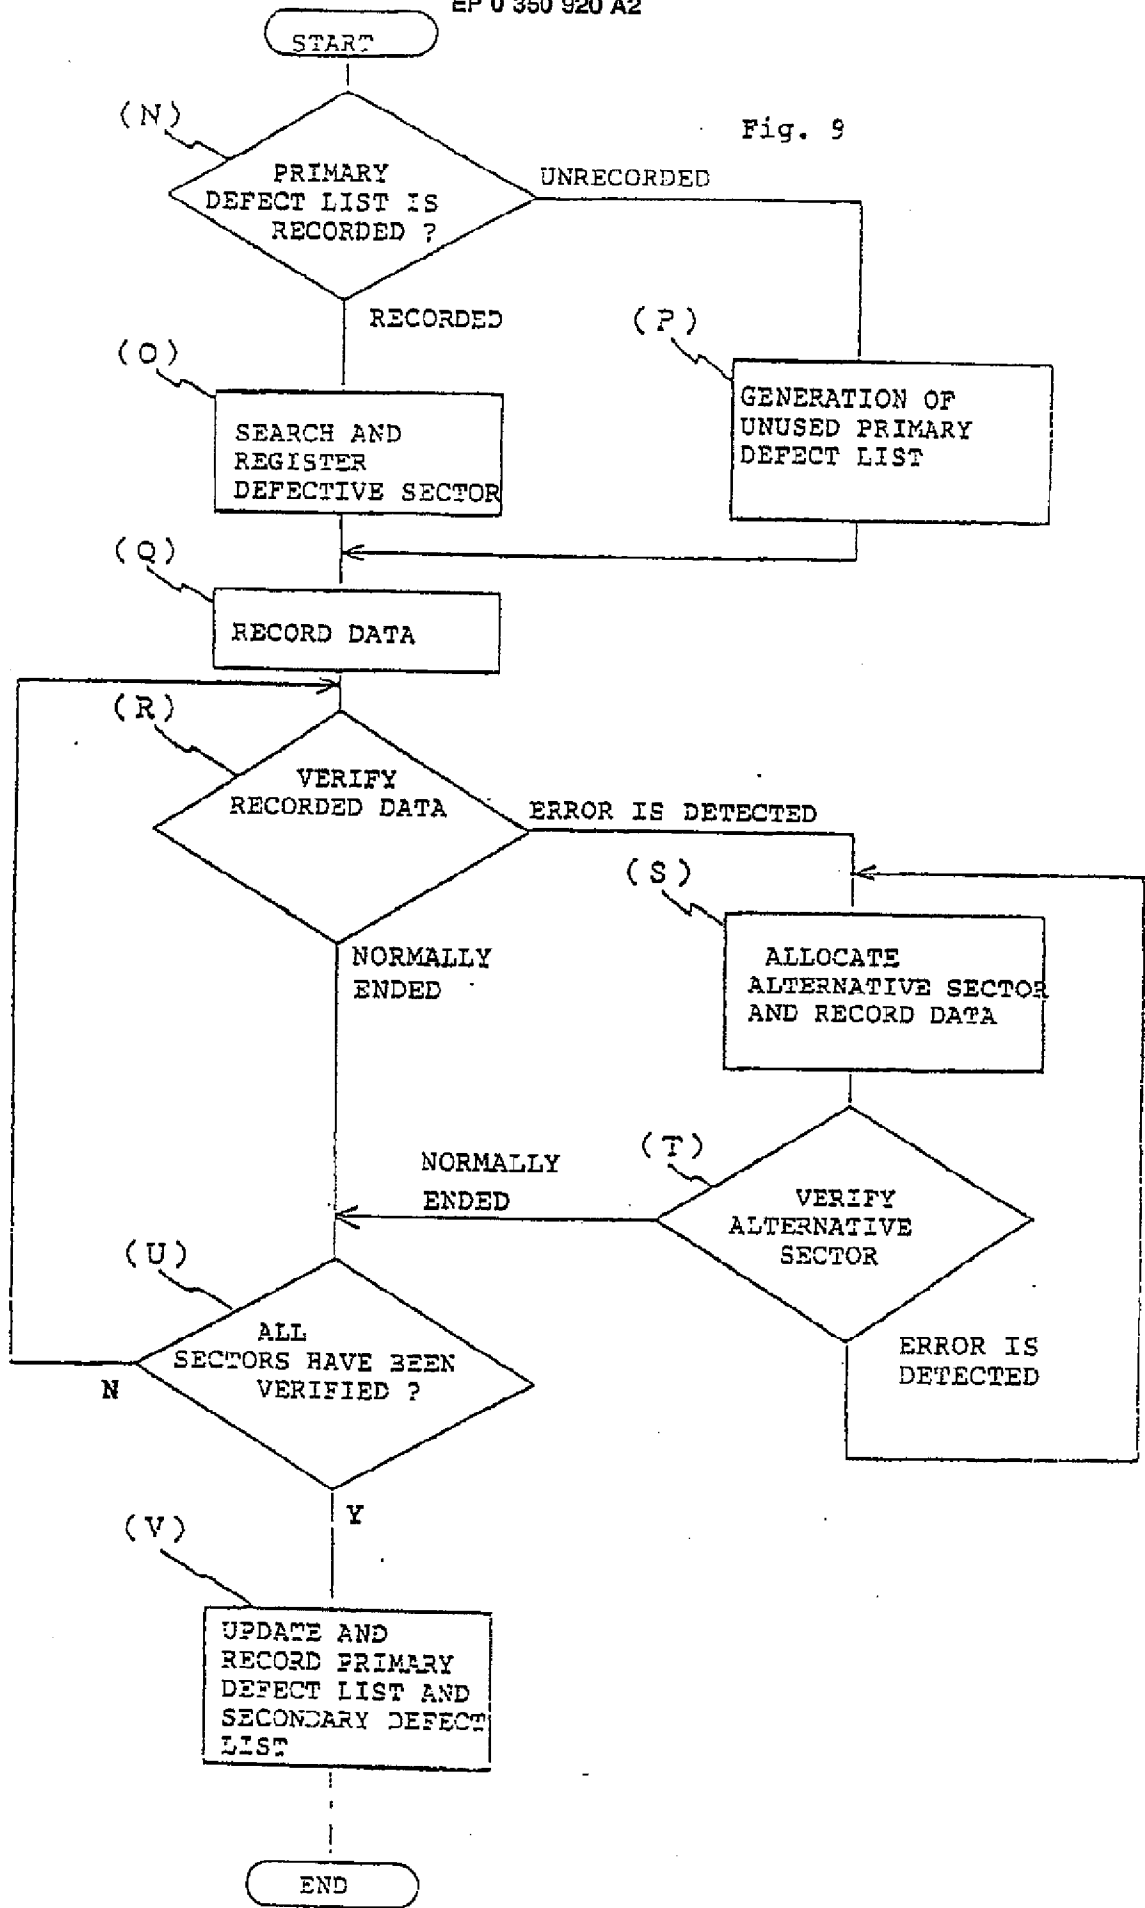 EP 0 350 920 A2
START
(N)
Fig. 9
PRIMARY
DEFECT LIST IS
RECORDED ?
UNRECORDED
RECORDED
(O)
(P)
SEARCH AND
REGISTER
DEFECTIVE SECTOR
GENERATION OF
UNUSED PRIMARY
DEFECT LIST
(Q)
RECORD DATA
(R)
VERIFY
RECORDED DATA
ERROR IS DETECTED
(S)
NORMALLY
ENDED
ALLOCATE
ALTERNATIVE SECTOR
AND RECORD DATA
(T)
NORMALLY
ENDED
VERIFY
ALTERNATIVE
SECTOR
(U)
ALL
SECTORS HAVE BEEN
VERIFIED ?
N
ERROR IS
DETECTED
Y
(V)
UPDATE AND
RECORD PRIMARY
DEFECT LIST AND
SECONDARY DEFECT
LIST
END